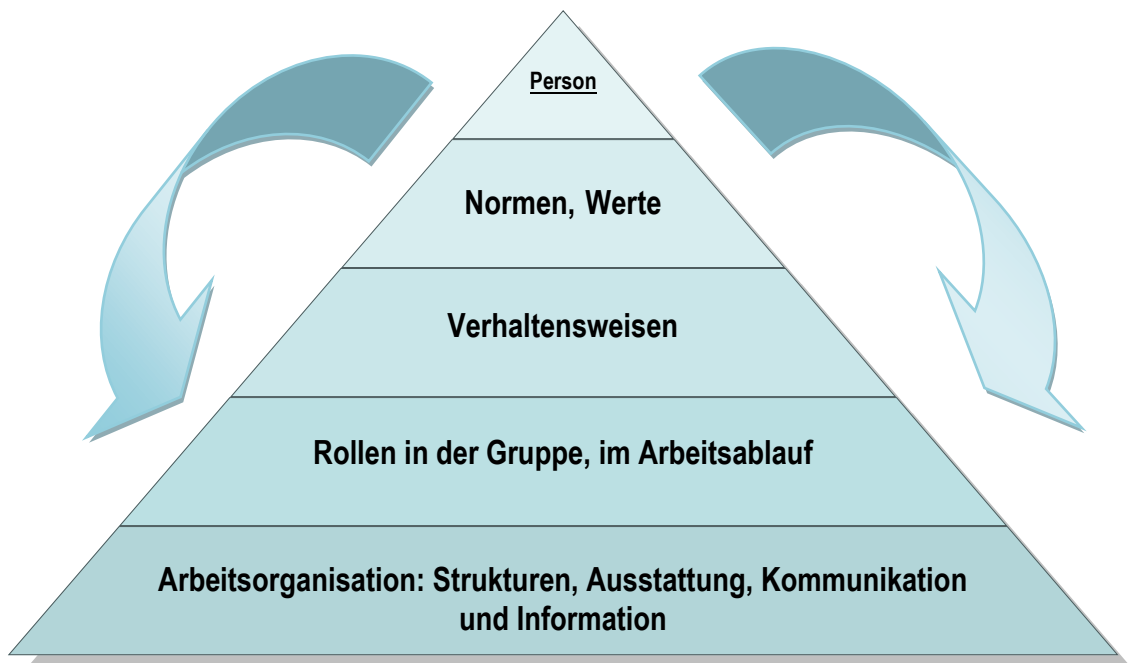 Person
Normen, Werte
Verhaltensweisen
Rollen in der Gruppe, im Arbeitsablauf
Arbeitsorganisation: Strukturen, Ausstattung, Kommunikation
und Information